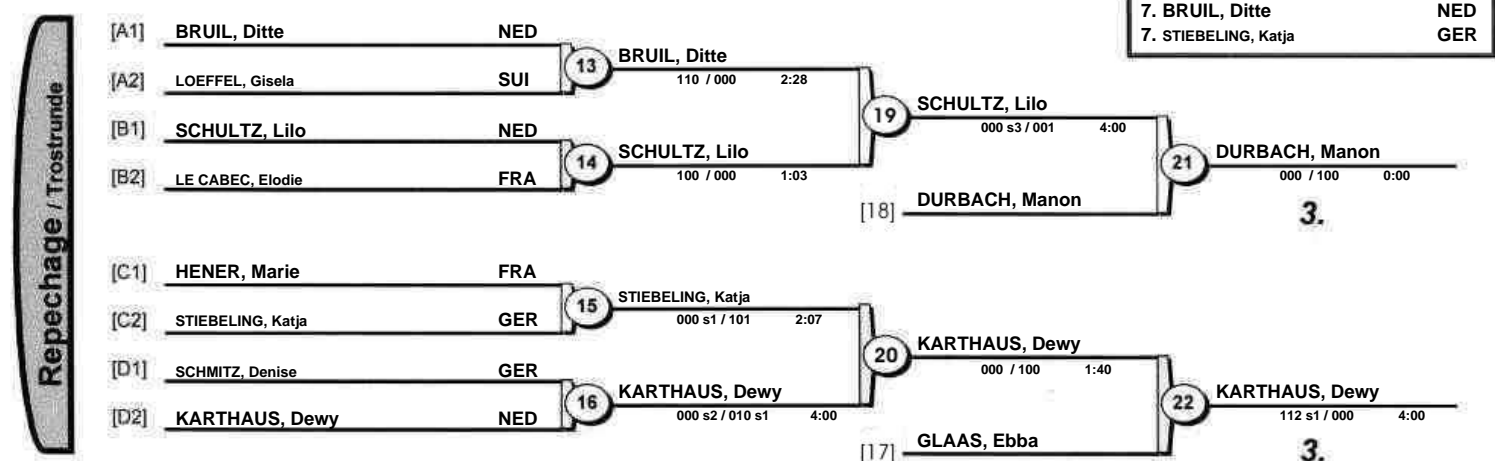 7. BRUIL, Ditte NED
7. STIEBELING, Katja GER
Repechage / Trostrunde
[A1] BRUIL, Ditte NED
[A2] LOEFFEL, Gisela SUI
13 BRUIL, Ditte
110 / 000 2:28
[B1] SCHULTZ, Lilo NED
[B2] LE CABEC, Elodie FRA
14 SCHULTZ, Lilo
100 / 000 1:03
19 SCHULTZ, Lilo
000 s3 / 001 4:00
[18] DURBACH, Manon
21 DURBACH, Manon
000 / 100 0:00
3.
[C1] HENER, Marie FRA
[C2] STIEBELING, Katja GER
15 STIEBELING, Katja
000 s1 / 101 2:07
[D1] SCHMITZ, Denise GER
[D2] KARTHAUS, Dewy NED
16 KARTHAUS, Dewy
000 s2 / 010 s1 4:00
20 KARTHAUS, Dewy
000 / 100 1:40
[17] GLAAS, Ebba
22 KARTHAUS, Dewy
112 s1 / 000 4:00
3.